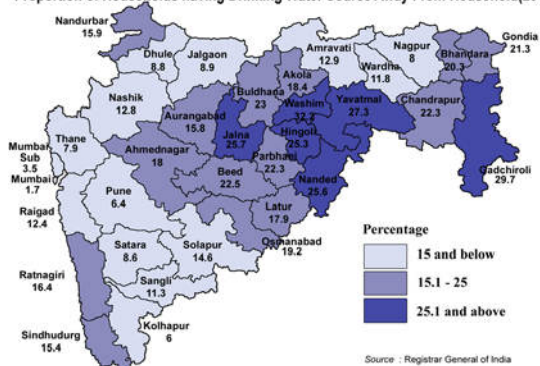 Nandurbar
15.9
Dhule
8.8
Jalgaon
8.9
Amravati
12.9
Nagpur
8
Wardha
11.8
Bhandara
20.3
Gondia
21.3
Nashik
12.8
Buldhana
23
Akola
18.4
Washim
32.2
Yavatmal
27.3
Chandrapur
22.3
Aurangabad
15.8
Jalna
25.7
Hingoli
25.3
Thane
7.9
Mumbai
Sub
3.5
Mumbai
1.7
Ahmednagar
18
Parbhani
22.3
Beed
22.5
Nanded
25.6
Gadchiroli
29.7
Pune
6.4
Raigad
12.4
Latur
17.9
Osmanabad
19.2
Satara
8.6
Solapur
14.6
Ratnagiri
16.4
Sangli
11.3
Kolhapur
6
Sindhudurg
15.4
Percentage
15 and below
15.1 - 25
25.1 and above
Source : Registrar General of India